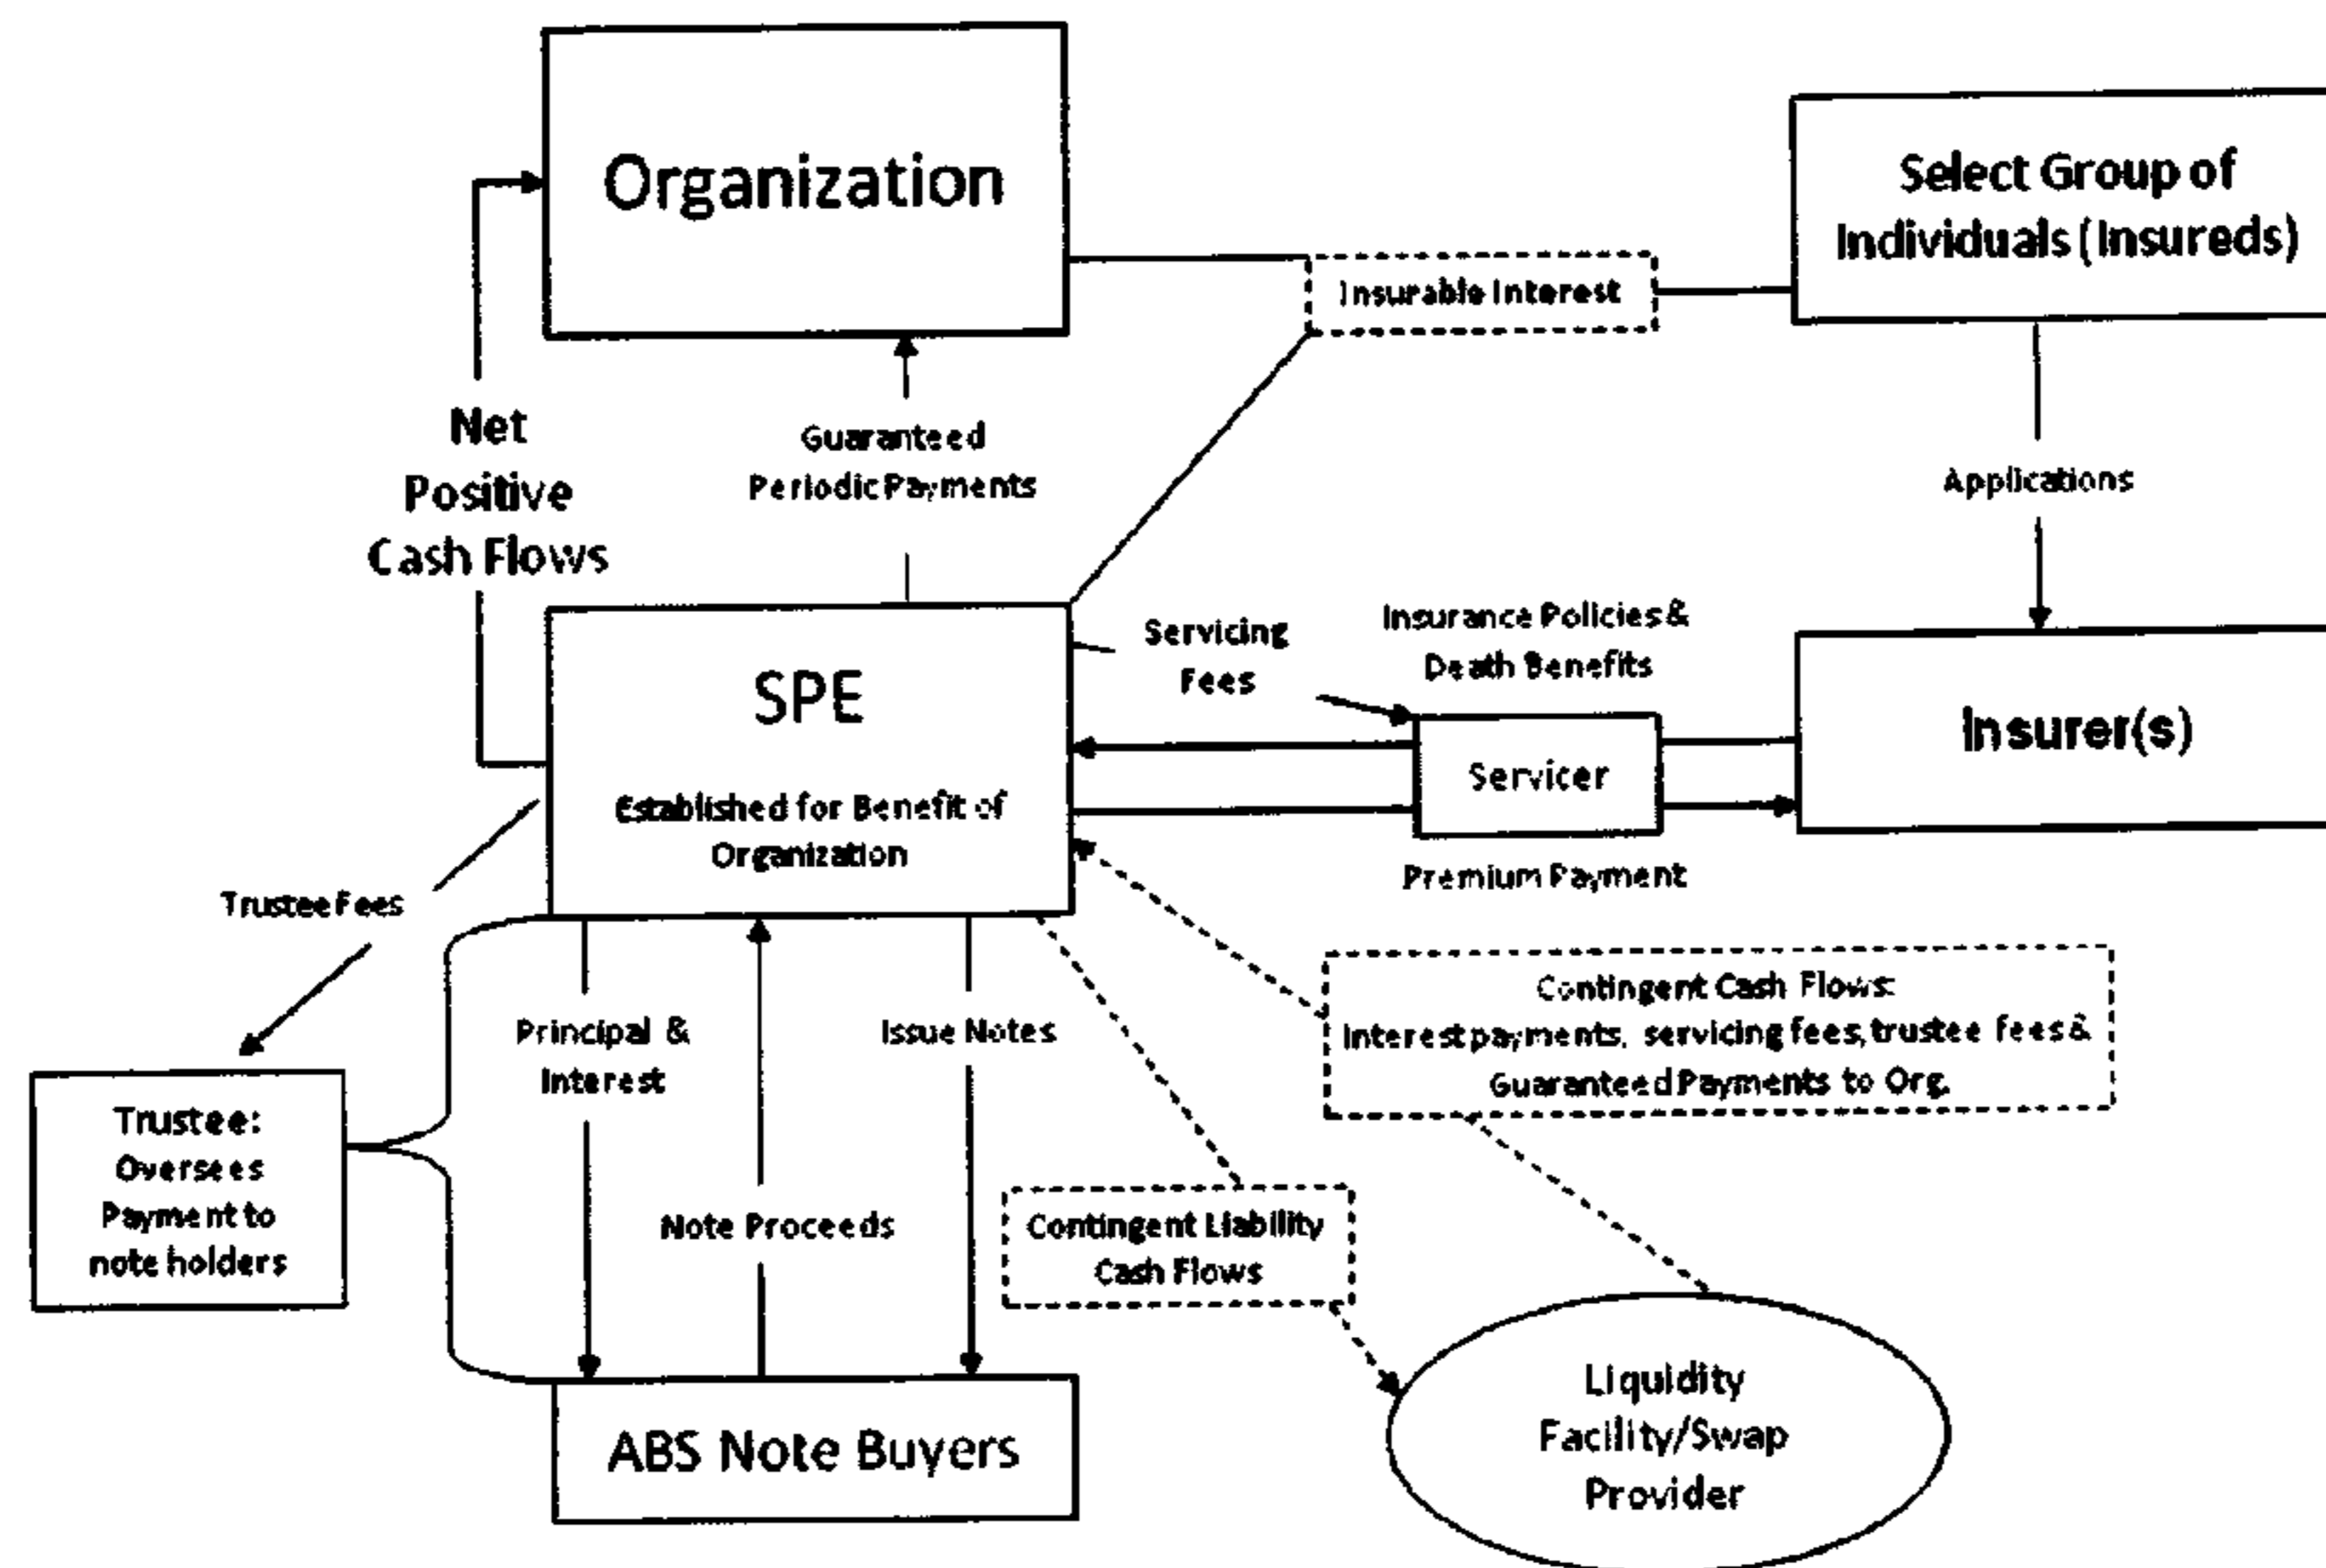 Organization
Select Group of
Individuals (Insureds)
Insurable Interest
Net
Positive
Cash Flows
Guaranteed
Periodic Payments
Applications
SPE
Established for Benefit of
Organization
Servicing
Fees
Insurance Policies &
Death Benefits
Servicer
Insurer(s)
Premium Payment
Trustee Fees
Principal &
Interest
Issue Notes
Note Proceeds
Contingent Cash Flows:
Interest payments, servicing fees, trustee fees &
Guaranteed Payments to Org.
Trustee:
Oversees
Payment to
note holders
Contingent Liability
Cash Flows
ABS Note Buyers
Liquidity
Facility/Swap
Provider